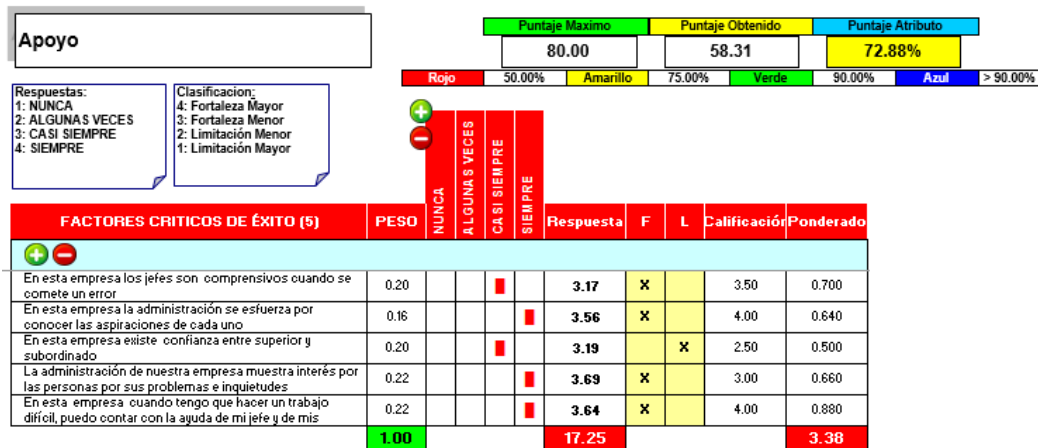 Apoyo
Puntaje Maximo Puntaje Obtenido Puntaje Atributo
80.00 58.31 72.88%
Rojo 50.00% Amarillo 75.00% Verde 90.00% Azul > 90.00%
Respuestas:
1: NUNCA
2: ALGUNAS VECES
3: CASI SIEMPRE
4: SIEMPRE
Clasificacion:
4: Fortaleza Mayor
3: Fortaleza Menor
2: Limitación Menor
1: Limitación Mayor
FACTORES CRITICOS DE ÉXITO (5) PESO NUNCA ALGUNAS VECES CASI SIEMPRE SIEMPRE Respuesta F L Calificación Ponderado
En esta empresa los jefes son comprensivos cuando se
comete un error 0.20 3.17 X 3.50 0.700
En esta empresa la administración se esfuerza por
conocer las aspiraciones de cada uno 0.16 3.56 X 4.00 0.640
En esta empresa existe confianza entre superior y
subordinado 0.20 3.19 X 2.50 0.500
La administración de nuestra empresa muestra interés por
las personas por sus problemas e inquietudes 0.22 3.69 X 3.00 0.660
En esta empresa cuando tengo que hacer un trabajo
difícil, puedo contar con la ayuda de mi jefe y de mis 0.22 3.64 X 4.00 0.880
1.00 17.25 3.38